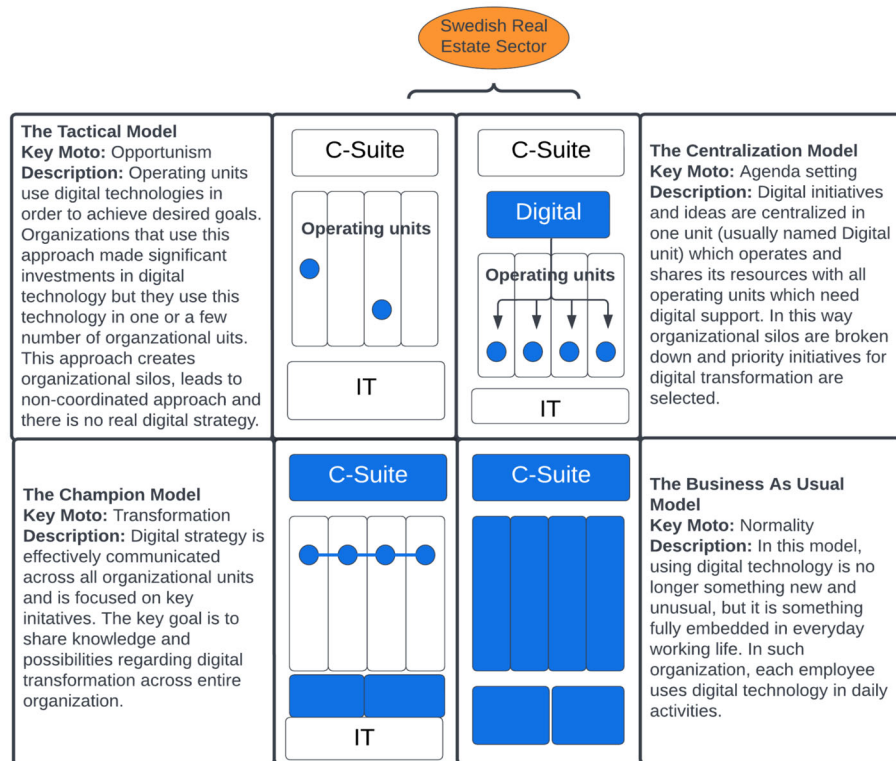 Swedish Real
Estate Sector
The Tactical Model
Key Moto: Opportunism
Description: Operating units
use digital technologies in
order to achieve desired goals.
Organizations that use this
approach made significant
investments in digital
technology but they use this
technology in one or a few
number of organzational uits.
This approach creates
organizational silos, leads to
non-coordinated approach and
there is no real digital strategy.
C-Suite
Operating units
IT
C-Suite
Digital
Operating units
IT
The Centralization Model
Key Moto: Agenda setting
Description: Digital initiatives
and ideas are centralized in
one unit (usually named Digital
unit) which operates and
shares its resources with all
operating units which need
digital support. In this way
organizational silos are broken
down and priority initiatives for
digital transformation are
selected.
The Champion Model
Key Moto: Transformation
Description: Digital strategy is
effectively communicated
across all organizational units
and is focused on key
initatives. The key goal is to
share knowledge and
possibilities regarding digital
transformation across entire
organization.
C-Suite
IT
C-Suite
The Business As Usual
Model
Key Moto: Normality
Description: In this model,
using digital technology is no
longer something new and
unusual, but it is something
fully embedded in everyday
working life. In such
organization, each employee
uses digital technology in daily
activities.